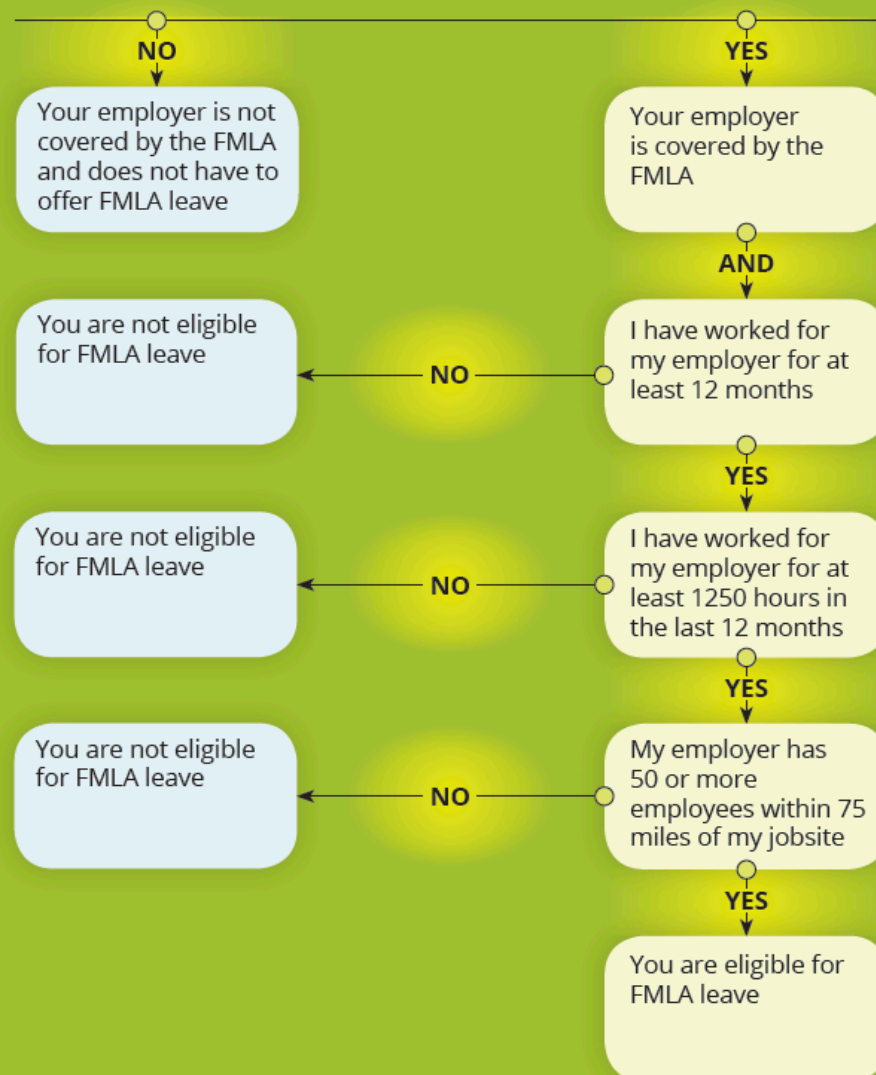 NO
YES
Your employer is not
covered by the FMLA
and does not have to
offer FMLA leave
Your employer
is covered by the
FMLA
AND
You are not eligible
for FMLA leave
NO
I have worked for
my employer for at
least 12 months
YES
You are not eligible
for FMLA leave
NO
I have worked for
my employer for at
least 1250 hours in
the last 12 months
YES
You are not eligible
for FMLA leave
NO
My employer has
50 or more
employees within 75
miles of my jobsite
YES
You are eligible for
FMLA leave